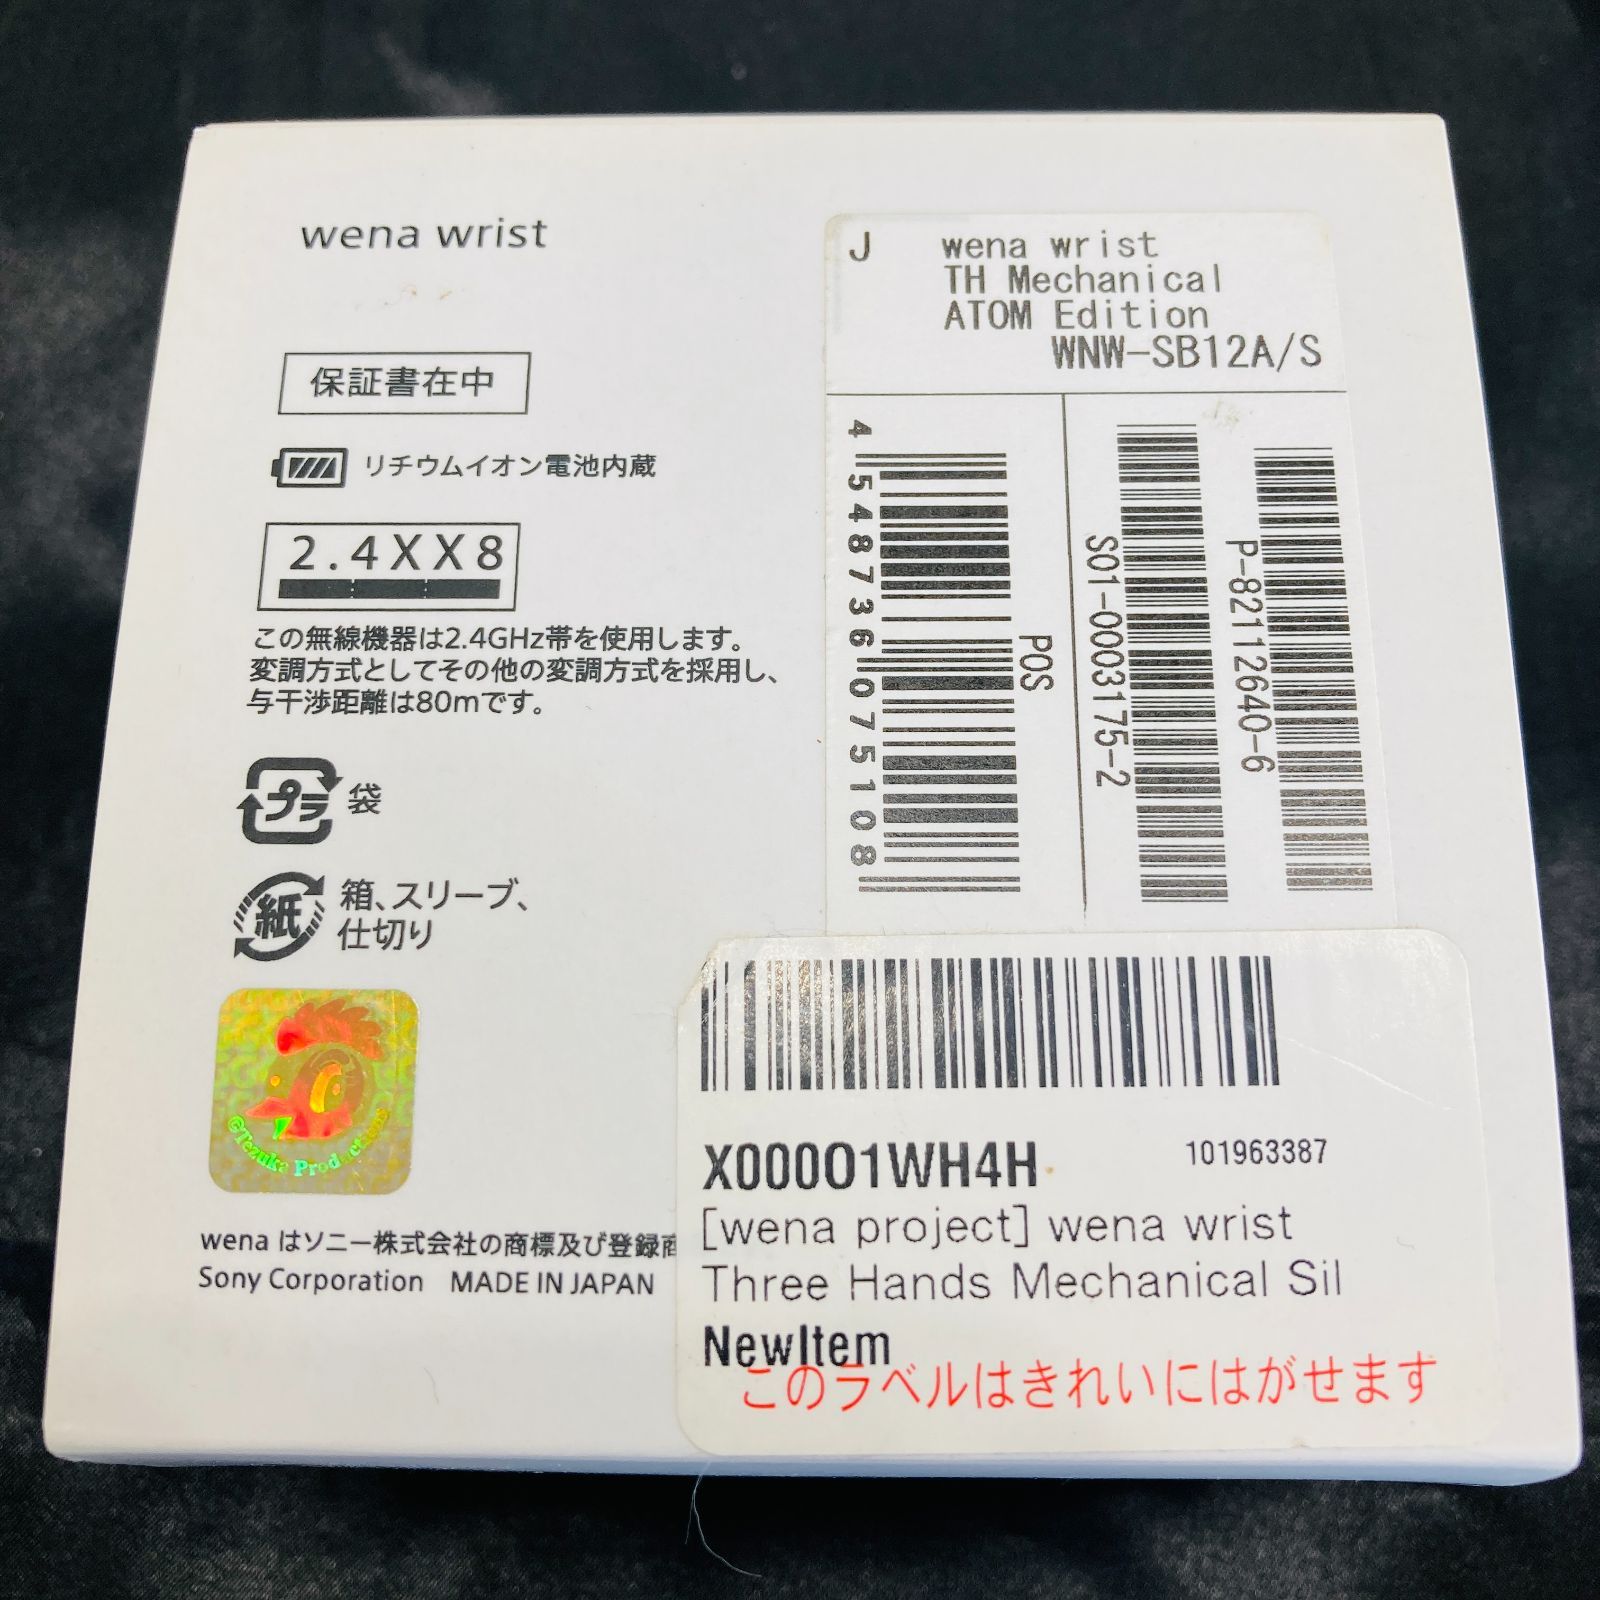 wena wrist
保証書在中
リチウムイオン電池内蔵
2.4XX8
この無線機器は2.4GHz帯を使用します。
変調方式としてその他の変調方式を採用し、
与干渉距離は80mです。
プラ 袋
紙 箱、スリーブ、
仕切り
©Tezuka Productions
wena はソニー株式会社の商標及び登録商
Sony Corporation MADE IN JAPAN
J wena wrist
TH Mechanical
ATOM Edition
WNW-SB12A/S
4 548736 075108
POS
S01-0003175-2
P-82112640-6
X000O1WH4H 101963387
[wena project] wena wrist
Three Hands Mechanical Sil
NewItem
このラベルはきれいにはがせます